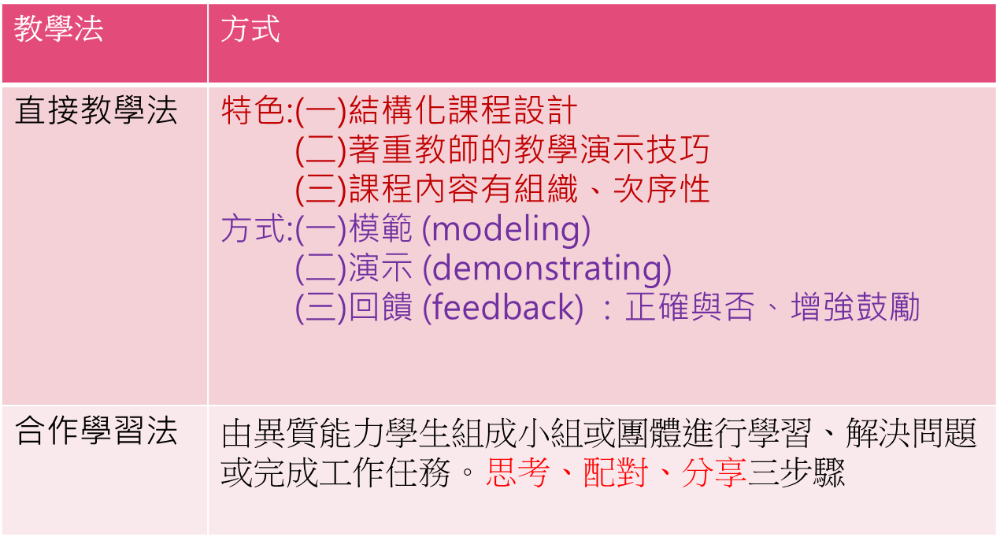 教學法
方式
直接教學法
特色:(一)結構化課程設計
(二)著重教師的教學演示技巧
(三)課程內容有組織、次序性
方式:(一)模範 (modeling)
(二)演示 (demonstrating)
(三)回饋 (feedback) ：正確與否、增強鼓勵
合作學習法
由異質能力學生組成小組或團體進行學習、解決問題
或完成工作任務。思考、配對、分享三步驟